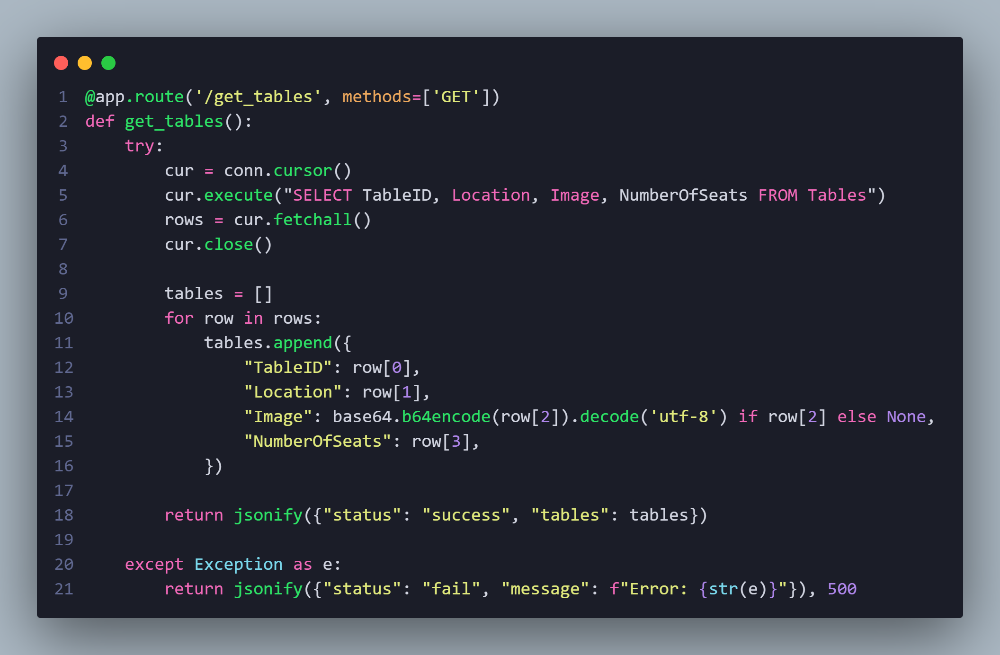 1 @app.route('/get_tables', methods=['GET'])
2 def get_tables():
3     try:
4         cur = conn.cursor()
5         cur.execute("SELECT TableID, Location, Image, NumberOfSeats FROM Tables")
6         rows = cur.fetchall()
7         cur.close()
8
9         tables = []
10         for row in rows:
11             tables.append({
12                 "TableID": row[0],
13                 "Location": row[1],
14                 "Image": base64.b64encode(row[2]).decode('utf-8') if row[2] else None,
15                 "NumberOfSeats": row[3],
16             })
17
18         return jsonify({"status": "success", "tables": tables})
19
20     except Exception as e:
21         return jsonify({"status": "fail", "message": f"Error: {str(e)}"}), 500